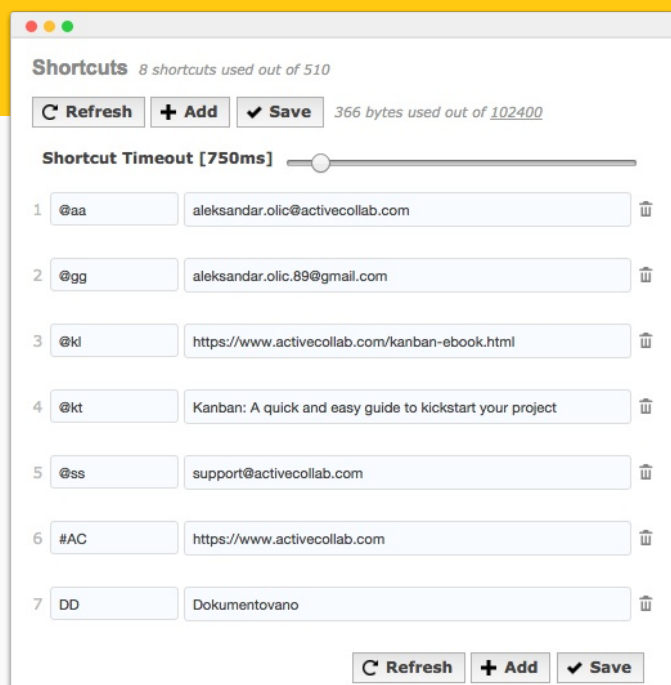 Shortcuts 8 shortcuts used out of 510
Refresh Add Save 366 bytes used out of 102400
Shortcut Timeout [750ms]
1 @aa aleksandar.olic@activecollab.com
2 @gg aleksandar.olic.89@gmail.com
3 @kl https://www.activecollab.com/kanban-ebook.html
4 @kt Kanban: A quick and easy guide to kickstart your project
5 @ss support@activecollab.com
6 #AC https://www.activecollab.com
7 DD Dokumentovano
Refresh Add Save